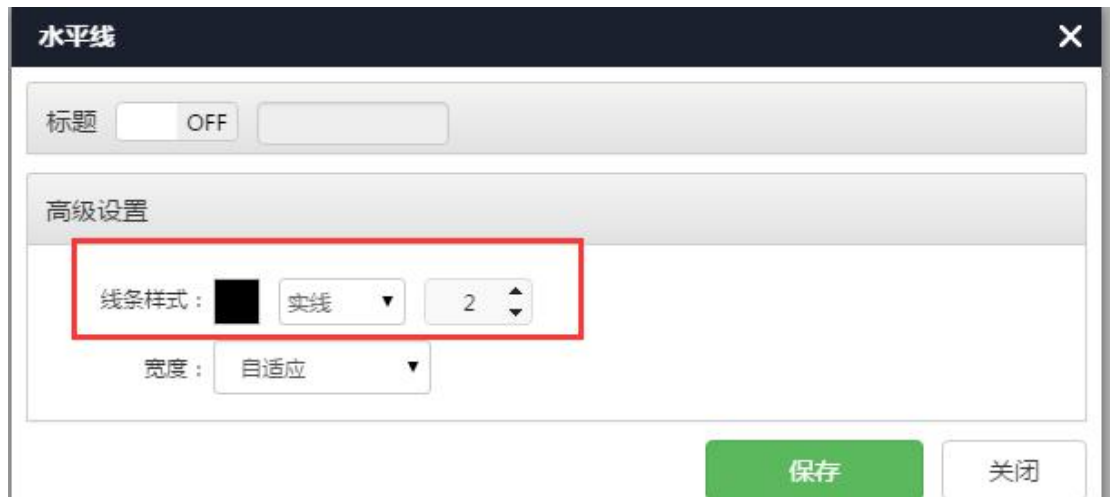 水平线
标题 OFF
高级设置
线条样式： 实线 2
宽度： 自适应
保存 关闭